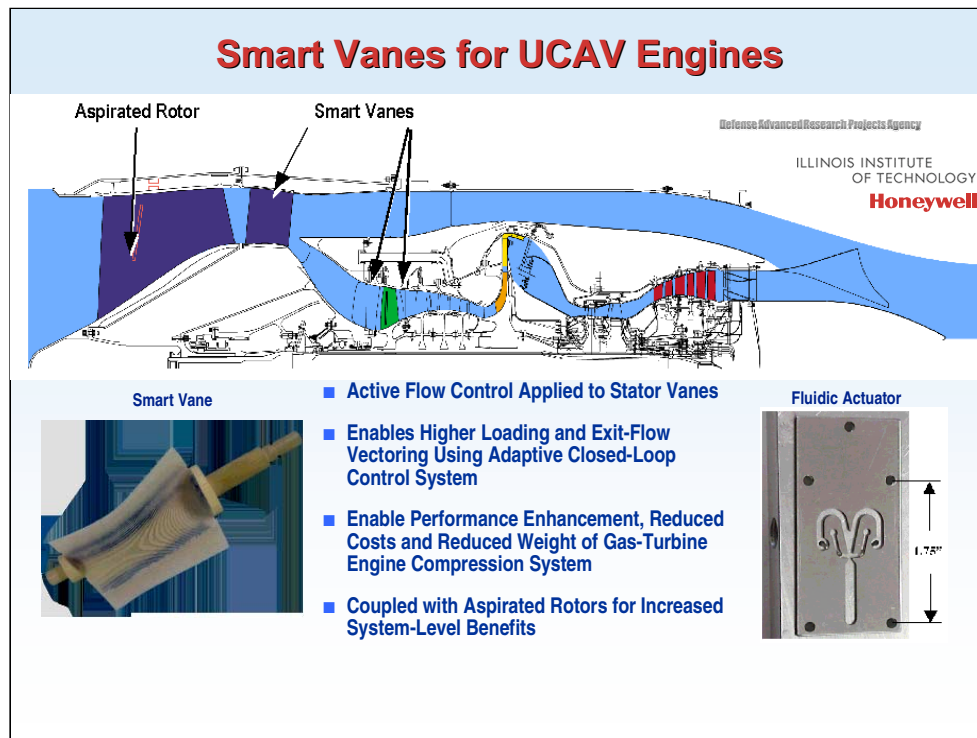 Smart Vanes for UCAV Engines
Aspirated Rotor
Smart Vanes
Defense Advanced Research Projects Agency
ILLINOIS INSTITUTE
OF TECHNOLOGY
Honeywell
Smart Vane
■ Active Flow Control Applied to Stator Vanes
■ Enables Higher Loading and Exit-Flow
Vectoring Using Adaptive Closed-Loop
Control System
■ Enable Performance Enhancement, Reduced
Costs and Reduced Weight of Gas-Turbine
Engine Compression System
■ Coupled with Aspirated Rotors for Increased
System-Level Benefits
Fluidic Actuator
1.75"